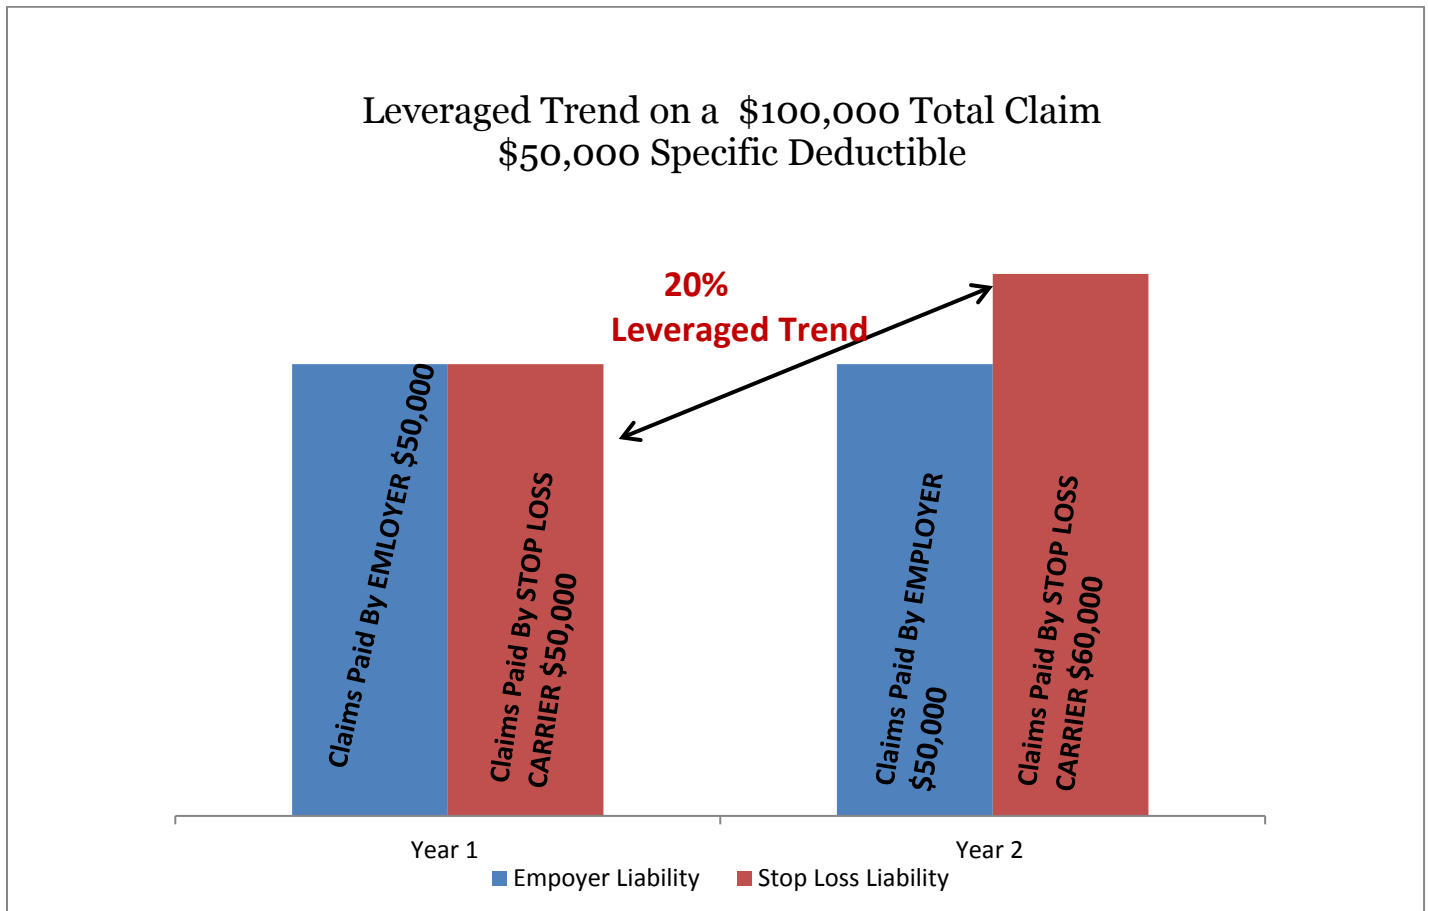 Leveraged Trend on a  $100,000 Total Claim
$50,000 Specific Deductible
20%
Leveraged Trend
Claims Paid By EMLOYER $50,000
Claims Paid By STOP LOSS
CARRIER $50,000
Claims Paid By EMPLOYER
$50,000
Claims Paid By STOP LOSS
CARRIER $60,000
Year 1
Year 2
Empoyer Liability
Stop Loss Liability